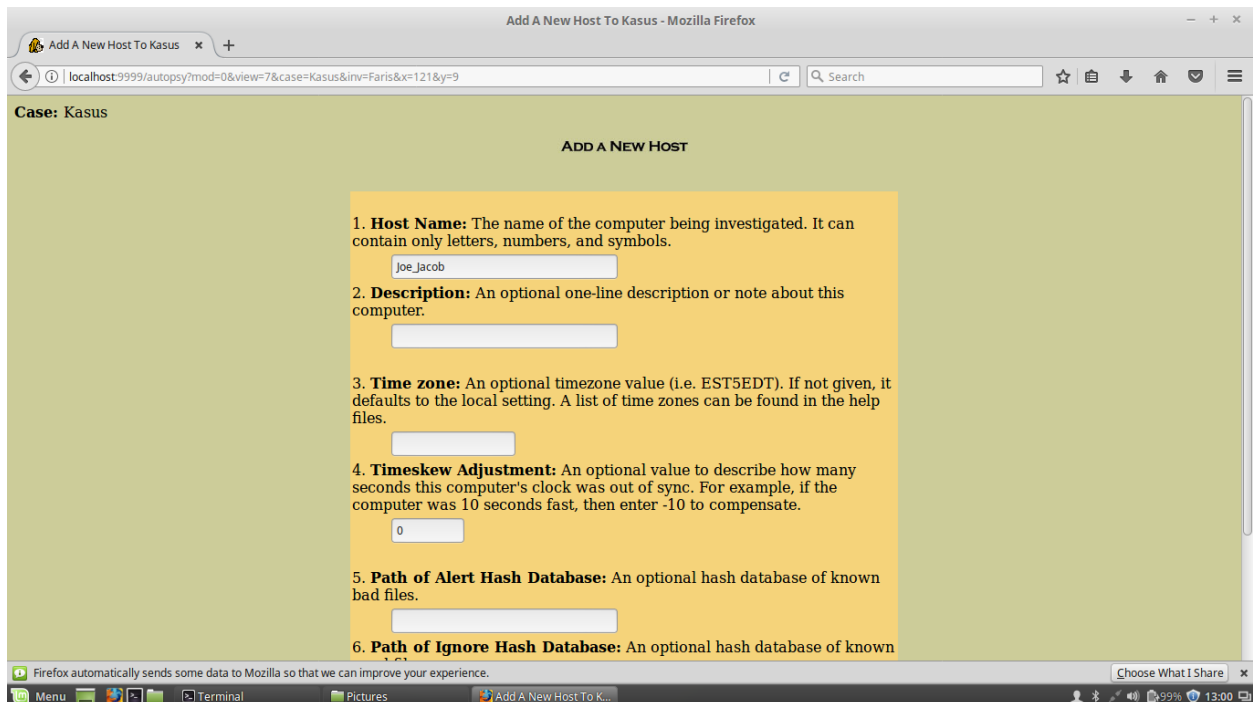 Add A New Host To Kasus - Mozilla Firefox
Add A New Host To Kasus
localhost:9999/autopsy?mod=0&view=7&case=Kasus&inv=Faris&x=121&y=9
Search
Case: Kasus
ADD A NEW HOST
1. Host Name: The name of the computer being investigated. It can
contain only letters, numbers, and symbols.
Joe_Jacob
2. Description: An optional one-line description or note about this
computer.
3. Time zone: An optional timezone value (i.e. EST5EDT). If not given, it
defaults to the local setting. A list of time zones can be found in the help
files.
4. Timeskew Adjustment: An optional value to describe how many
seconds this computer's clock was out of sync. For example, if the
computer was 10 seconds fast, then enter -10 to compensate.
0
5. Path of Alert Hash Database: An optional hash database of known
bad files.
6. Path of Ignore Hash Database: An optional hash database of known
Firefox automatically sends some data to Mozilla so that we can improve your experience.
Choose What I Share
Menu
Terminal
Pictures
Add A New Host To K...
99%
13:00